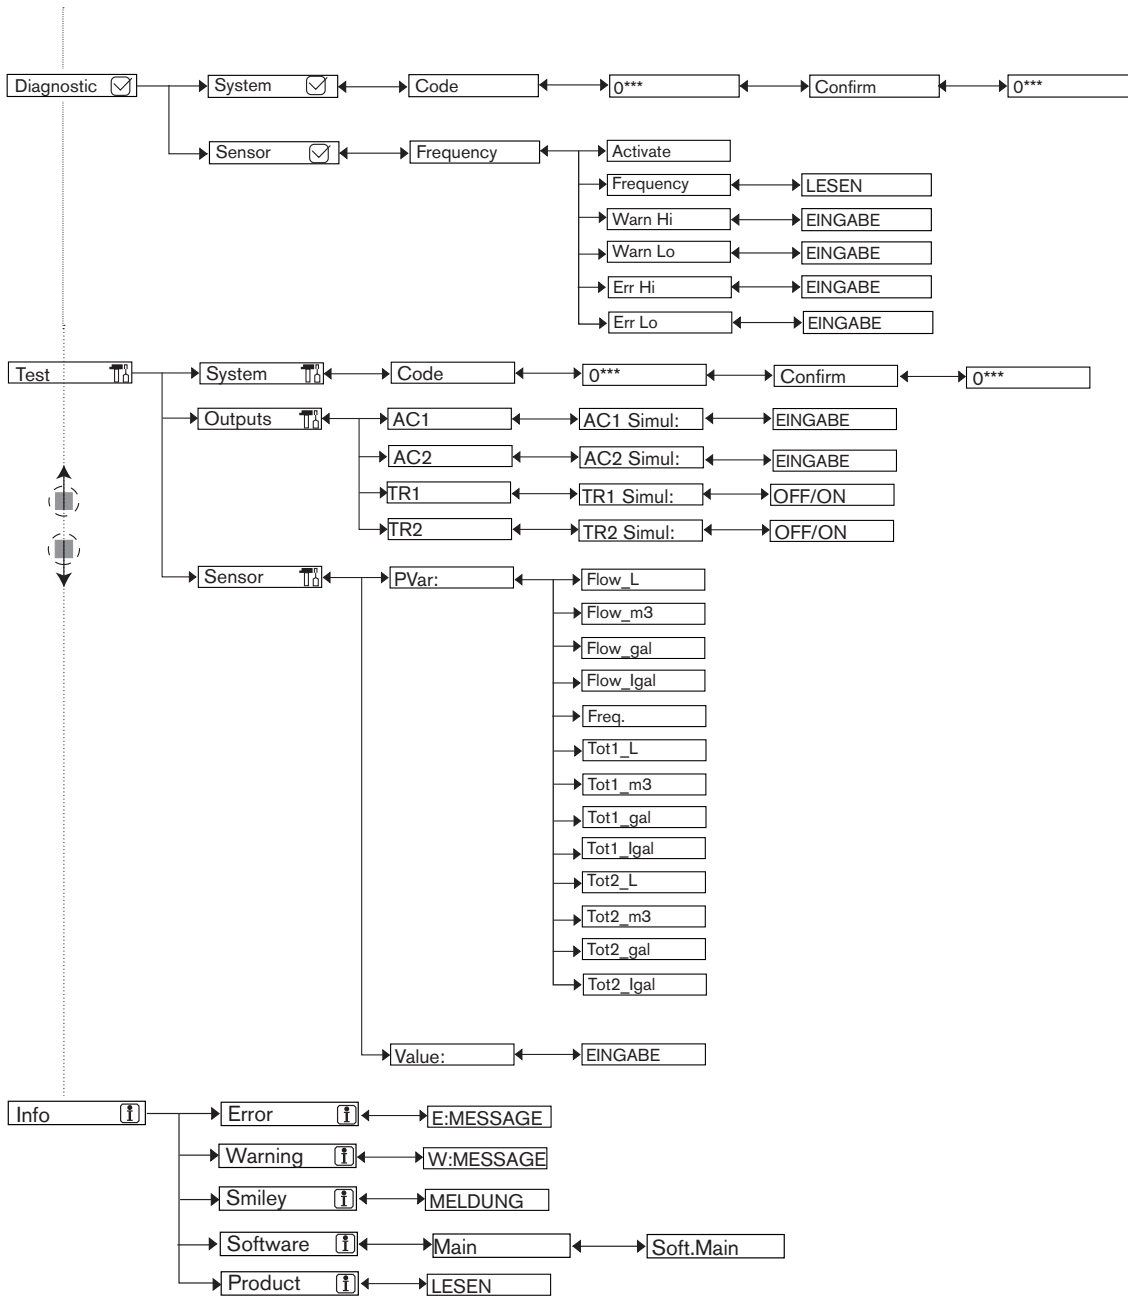 Diagnostic System Code 0*** Confirm 0***
Sensor Frequency Activate
Frequency LESEN
Warn Hi EINGABE
Warn Lo EINGABE
Err Hi EINGABE
Err Lo EINGABE
Test System Code 0*** Confirm 0***
Outputs AC1 AC1 Simul: EINGABE
AC2 AC2 Simul: EINGABE
TR1 TR1 Simul: OFF/ON
TR2 TR2 Simul: OFF/ON
Sensor PVar: Flow_L
Flow_m3
Flow_gal
Flow_Igal
Freq.
Tot1_L
Tot1_m3
Tot1_gal
Tot1_Igal
Tot2_L
Tot2_m3
Tot2_gal
Tot2_Igal
Value: EINGABE
Info Error E:MESSAGE
Warning W:MESSAGE
Smiley MELDUNG
Software Main Soft.Main
Product LESEN